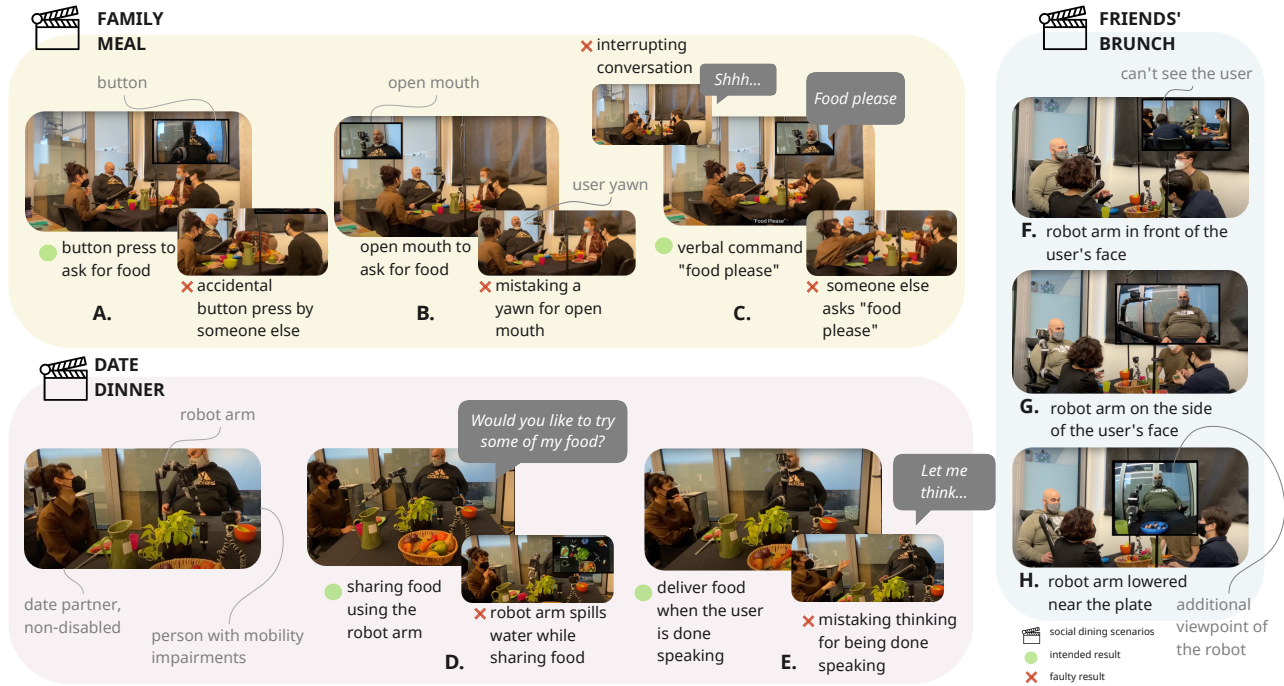 FAMILY
MEAL
button
open mouth
interrupting
conversation
Shhh...
Food please
user yawn
"Food Please"
button press to
ask for food
accidental
button press by
someone else
A.
open mouth to
ask for food
mistaking a
yawn for open
mouth
B.
verbal command
"food please"
someone else
asks "food
please"
C.
DATE
DINNER
robot arm
date partner,
non-disabled
person with mobility
impairments
Would you like to try
some of my food?
sharing food
using the
robot arm
robot arm spills
water while
sharing food
D.
Let me
think...
deliver food
when the user
is done
speaking
mistaking thinking
for being done
speaking
E.
FRIENDS'
BRUNCH
can't see the user
F. robot arm in front of the
user's face
G. robot arm on the side
of the user's face
H. robot arm lowered
near the plate
additional
viewpoint of
the robot
social dining scenarios
intended result
faulty result